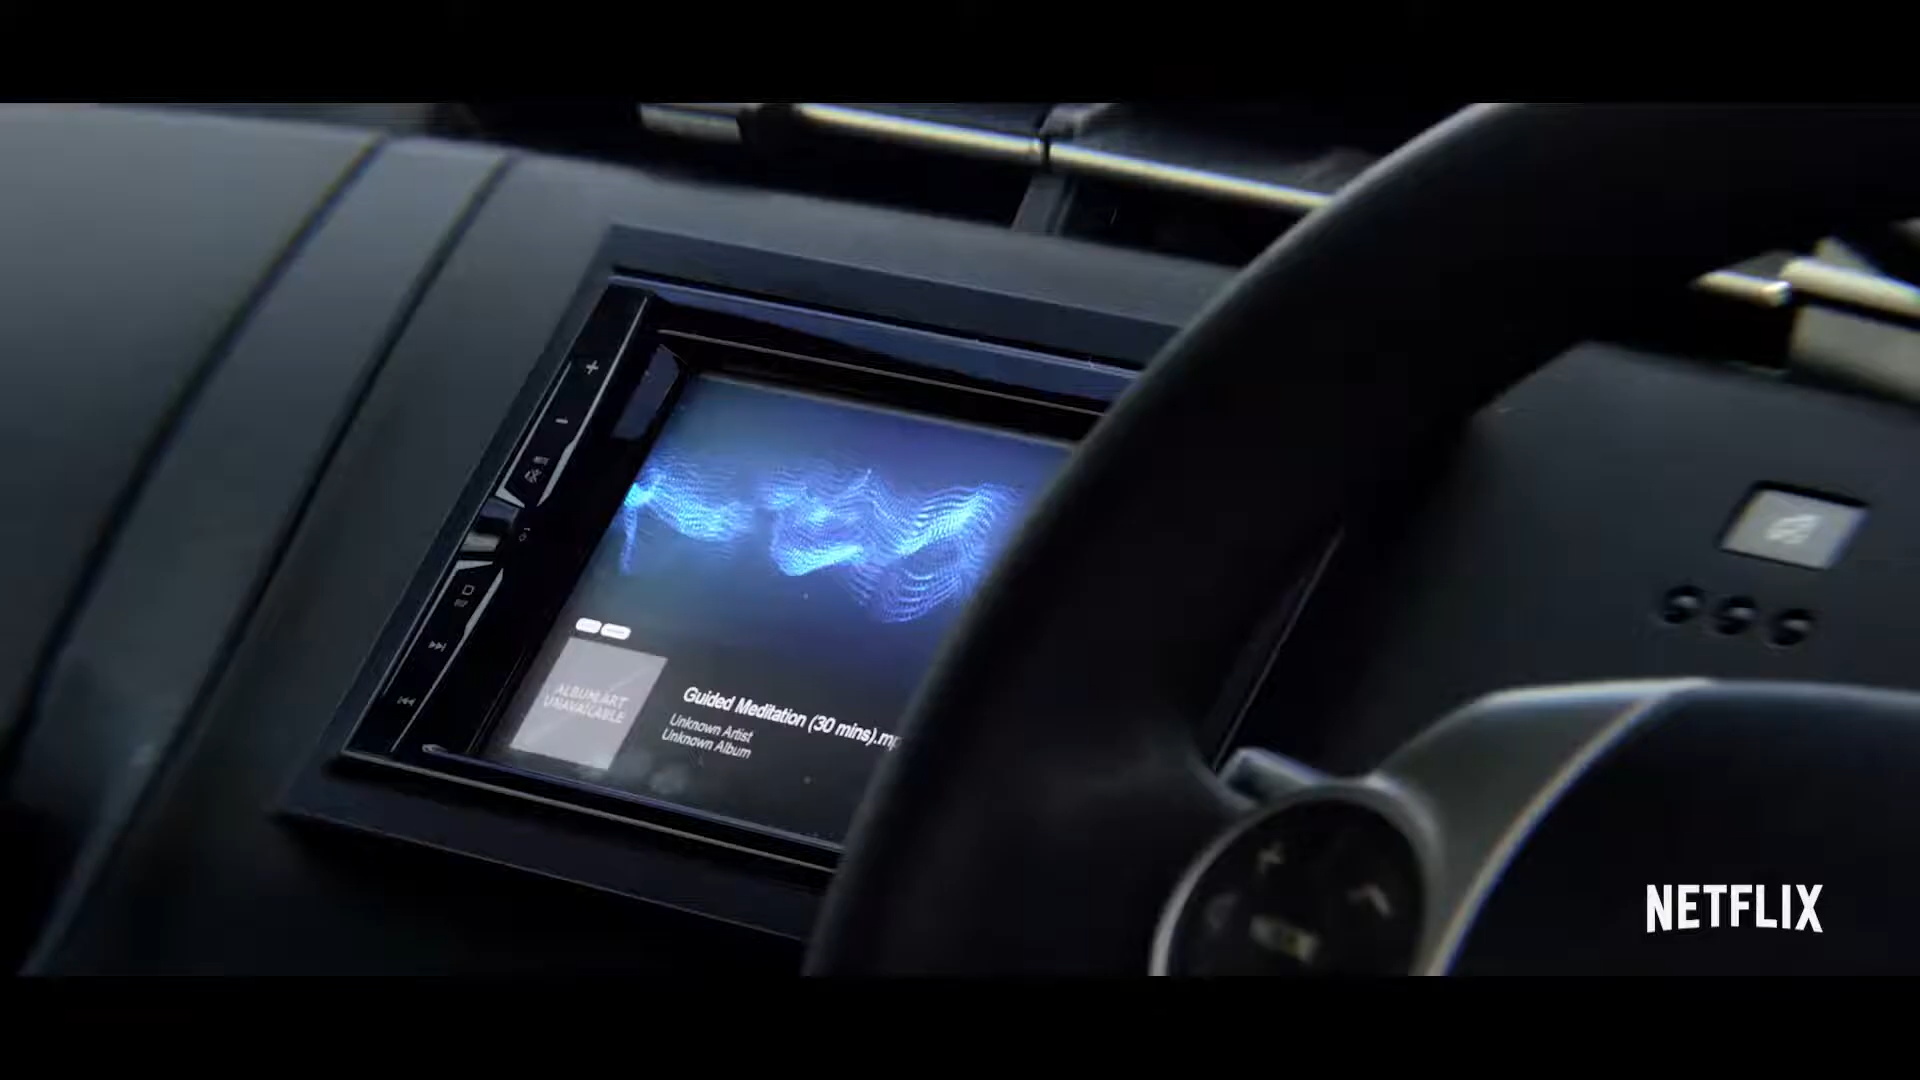 ALBUM ART
UNAVAILABLE
Guided Meditation (30 mins).mp
Unknown Artist
Unknown Album
NETFLIX